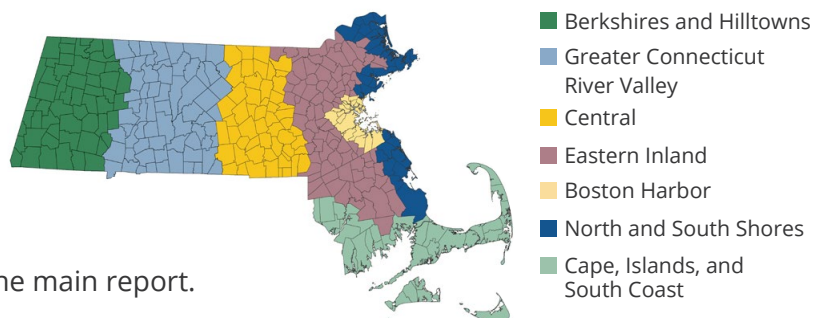 Berkshires and Hilltowns
Greater Connecticut
River Valley
Central
Eastern Inland
Boston Harbor
North and South Shores
Cape, Islands, and
South Coast
main report.